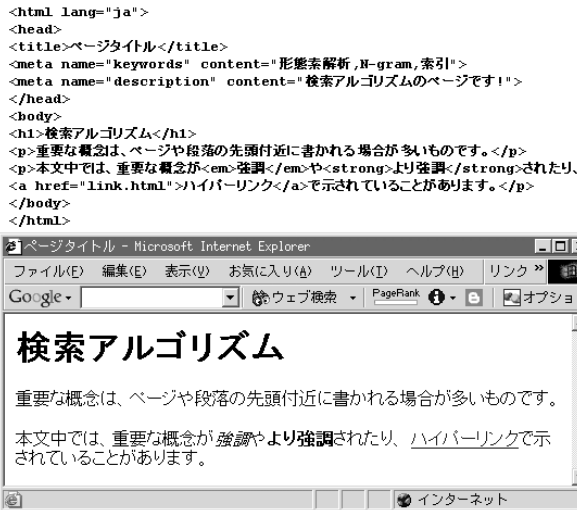 <html lang="ja">
<head>
<title>ページタイトル</title>
<meta name="keywords" content="形態素解析,N-gram,索引">
<meta name="description" content="検索アルゴリズムのページです!">
</head>
<body>
<h1>検索アルゴリズム</h1>
<p>重要な概念は、ページや段落の先頭付近に書かれる場合が多いものです。</p>
<p>本文中では、重要な概念が<em>強調</em>や<strong>より強調</strong>されたり、
<a href="link.html">ハイパーリンク</a>で示されていることがあります。</p>
</body>
</html>
ページタイトル - Microsoft Internet Explorer
ファイル(F) 編集(E) 表示(V) お気に入り(A) ツール(T) ヘルプ(H) リンク »
Google ウェブ検索 PageRank オプショ
検索アルゴリズム
重要な概念は、ページや段落の先頭付近に書かれる場合が多いものです。
本文中では、重要な概念が強調やより強調されたり、 ハイパーリンクで示
されていることがあります。
インターネット